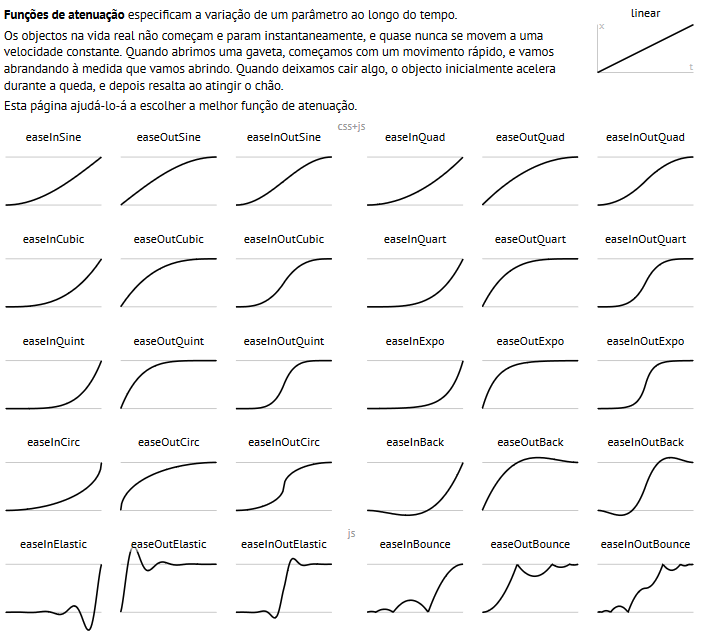 Funções de atenuação especificam a variação de um parâmetro ao longo do tempo.
Os objectos na vida real não começam e param instantaneamente, e quase nunca se movem a uma
velocidade constante. Quando abrimos uma gaveta, começamos com um movimento rápido, e vamos
abrandando à medida que vamos abrindo. Quando deixamos cair algo, o objecto inicialmente acelera
durante a queda, e depois resalta ao atingir o chão.
Esta página ajudá-lo-á a escolher a melhor função de atenuação.
linear
x
t
css+js
easeInSine easeOutSine easeInOutSine easeInQuad easeOutQuad easeInOutQuad
easeInCubic easeOutCubic easeInOutCubic easeInQuart easeOutQuart easeInOutQuart
easeInQuint easeOutQuint easeInOutQuint easeInExpo easeOutExpo easeInOutExpo
easeInCirc easeOutCirc easeInOutCirc easeInBack easeOutBack easeInOutBack
js
easeInElastic easeOutElastic easeInOutElastic easeInBounce easeOutBounce easeInOutBounce